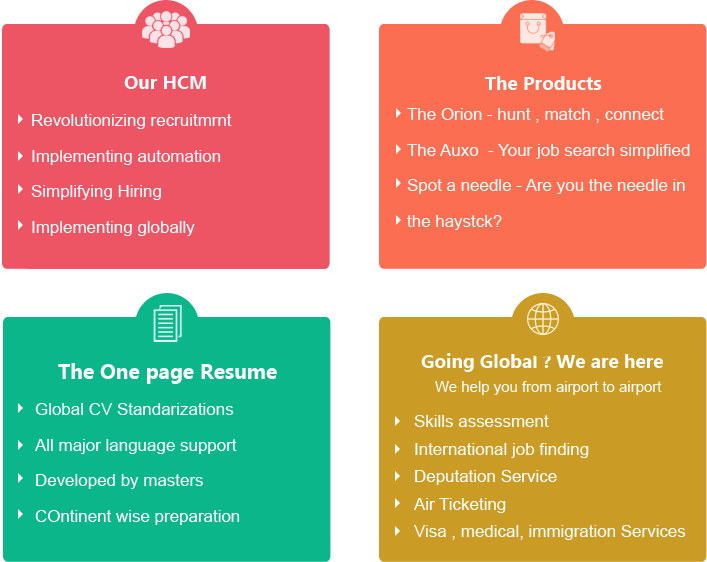 Our HCM
Revolutionizing recruitmrnt
Implementing automation
Simplifying Hiring
Implementing globally
The Products
The Orion - hunt , match , connect
The Auxo - Your job search simplified
Spot a needle - Are you the needle in
the haystck?
The One page Resume
Global CV Standarizations
All major language support
Developed by masters
COntinent wise preparation
Going Global ? We are here
We help you from airport to airport
Skills assessment
International job finding
Deputation Service
Air Ticketing
Visa , medical, immigration Services